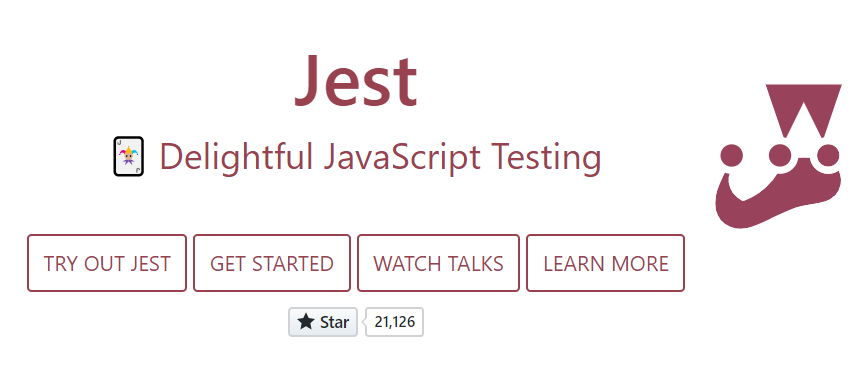 Jest
🃏 Delightful JavaScript Testing
TRY OUT JEST GET STARTED WATCH TALKS LEARN MORE
Star 21,126